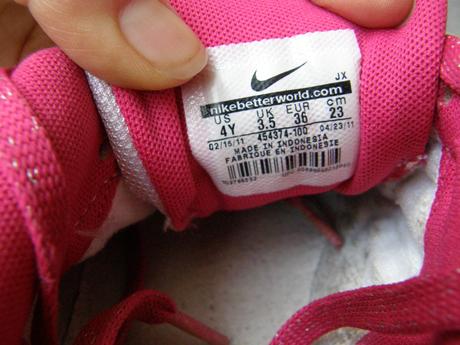 JX
nikebetterworld.com
US UK EUR cm
4Y 3.5 36 23
02/15/11 454374-100 04/23/11
MADE IN INDONESIA
FABRIQUE EN INDONESIE